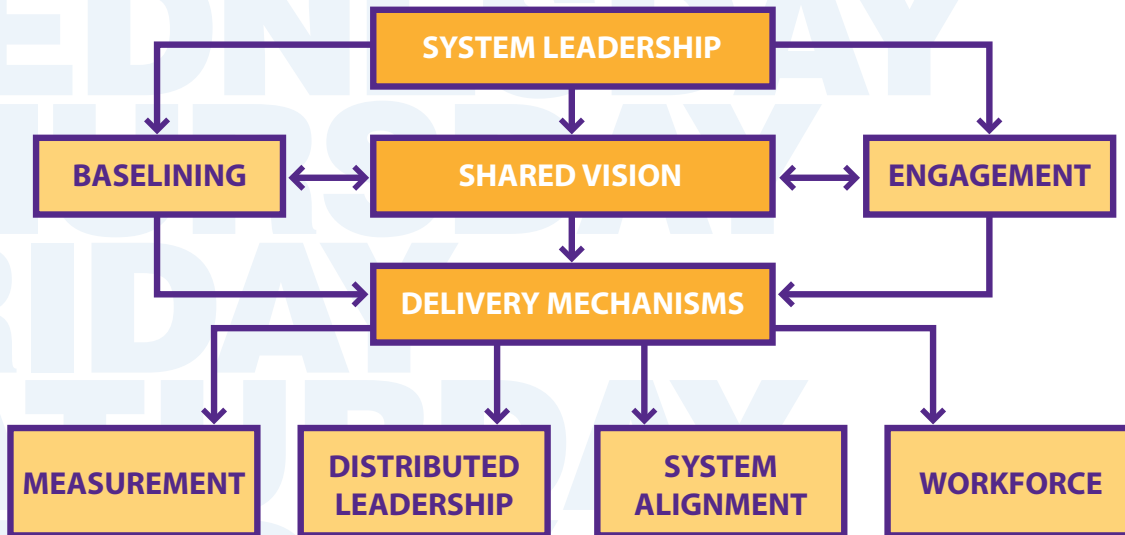 SYSTEM LEADERSHIP
BASELINING
SHARED VISION
ENGAGEMENT
DELIVERY MECHANISMS
MEASUREMENT
DISTRIBUTED
LEADERSHIP
SYSTEM
ALIGNMENT
WORKFORCE